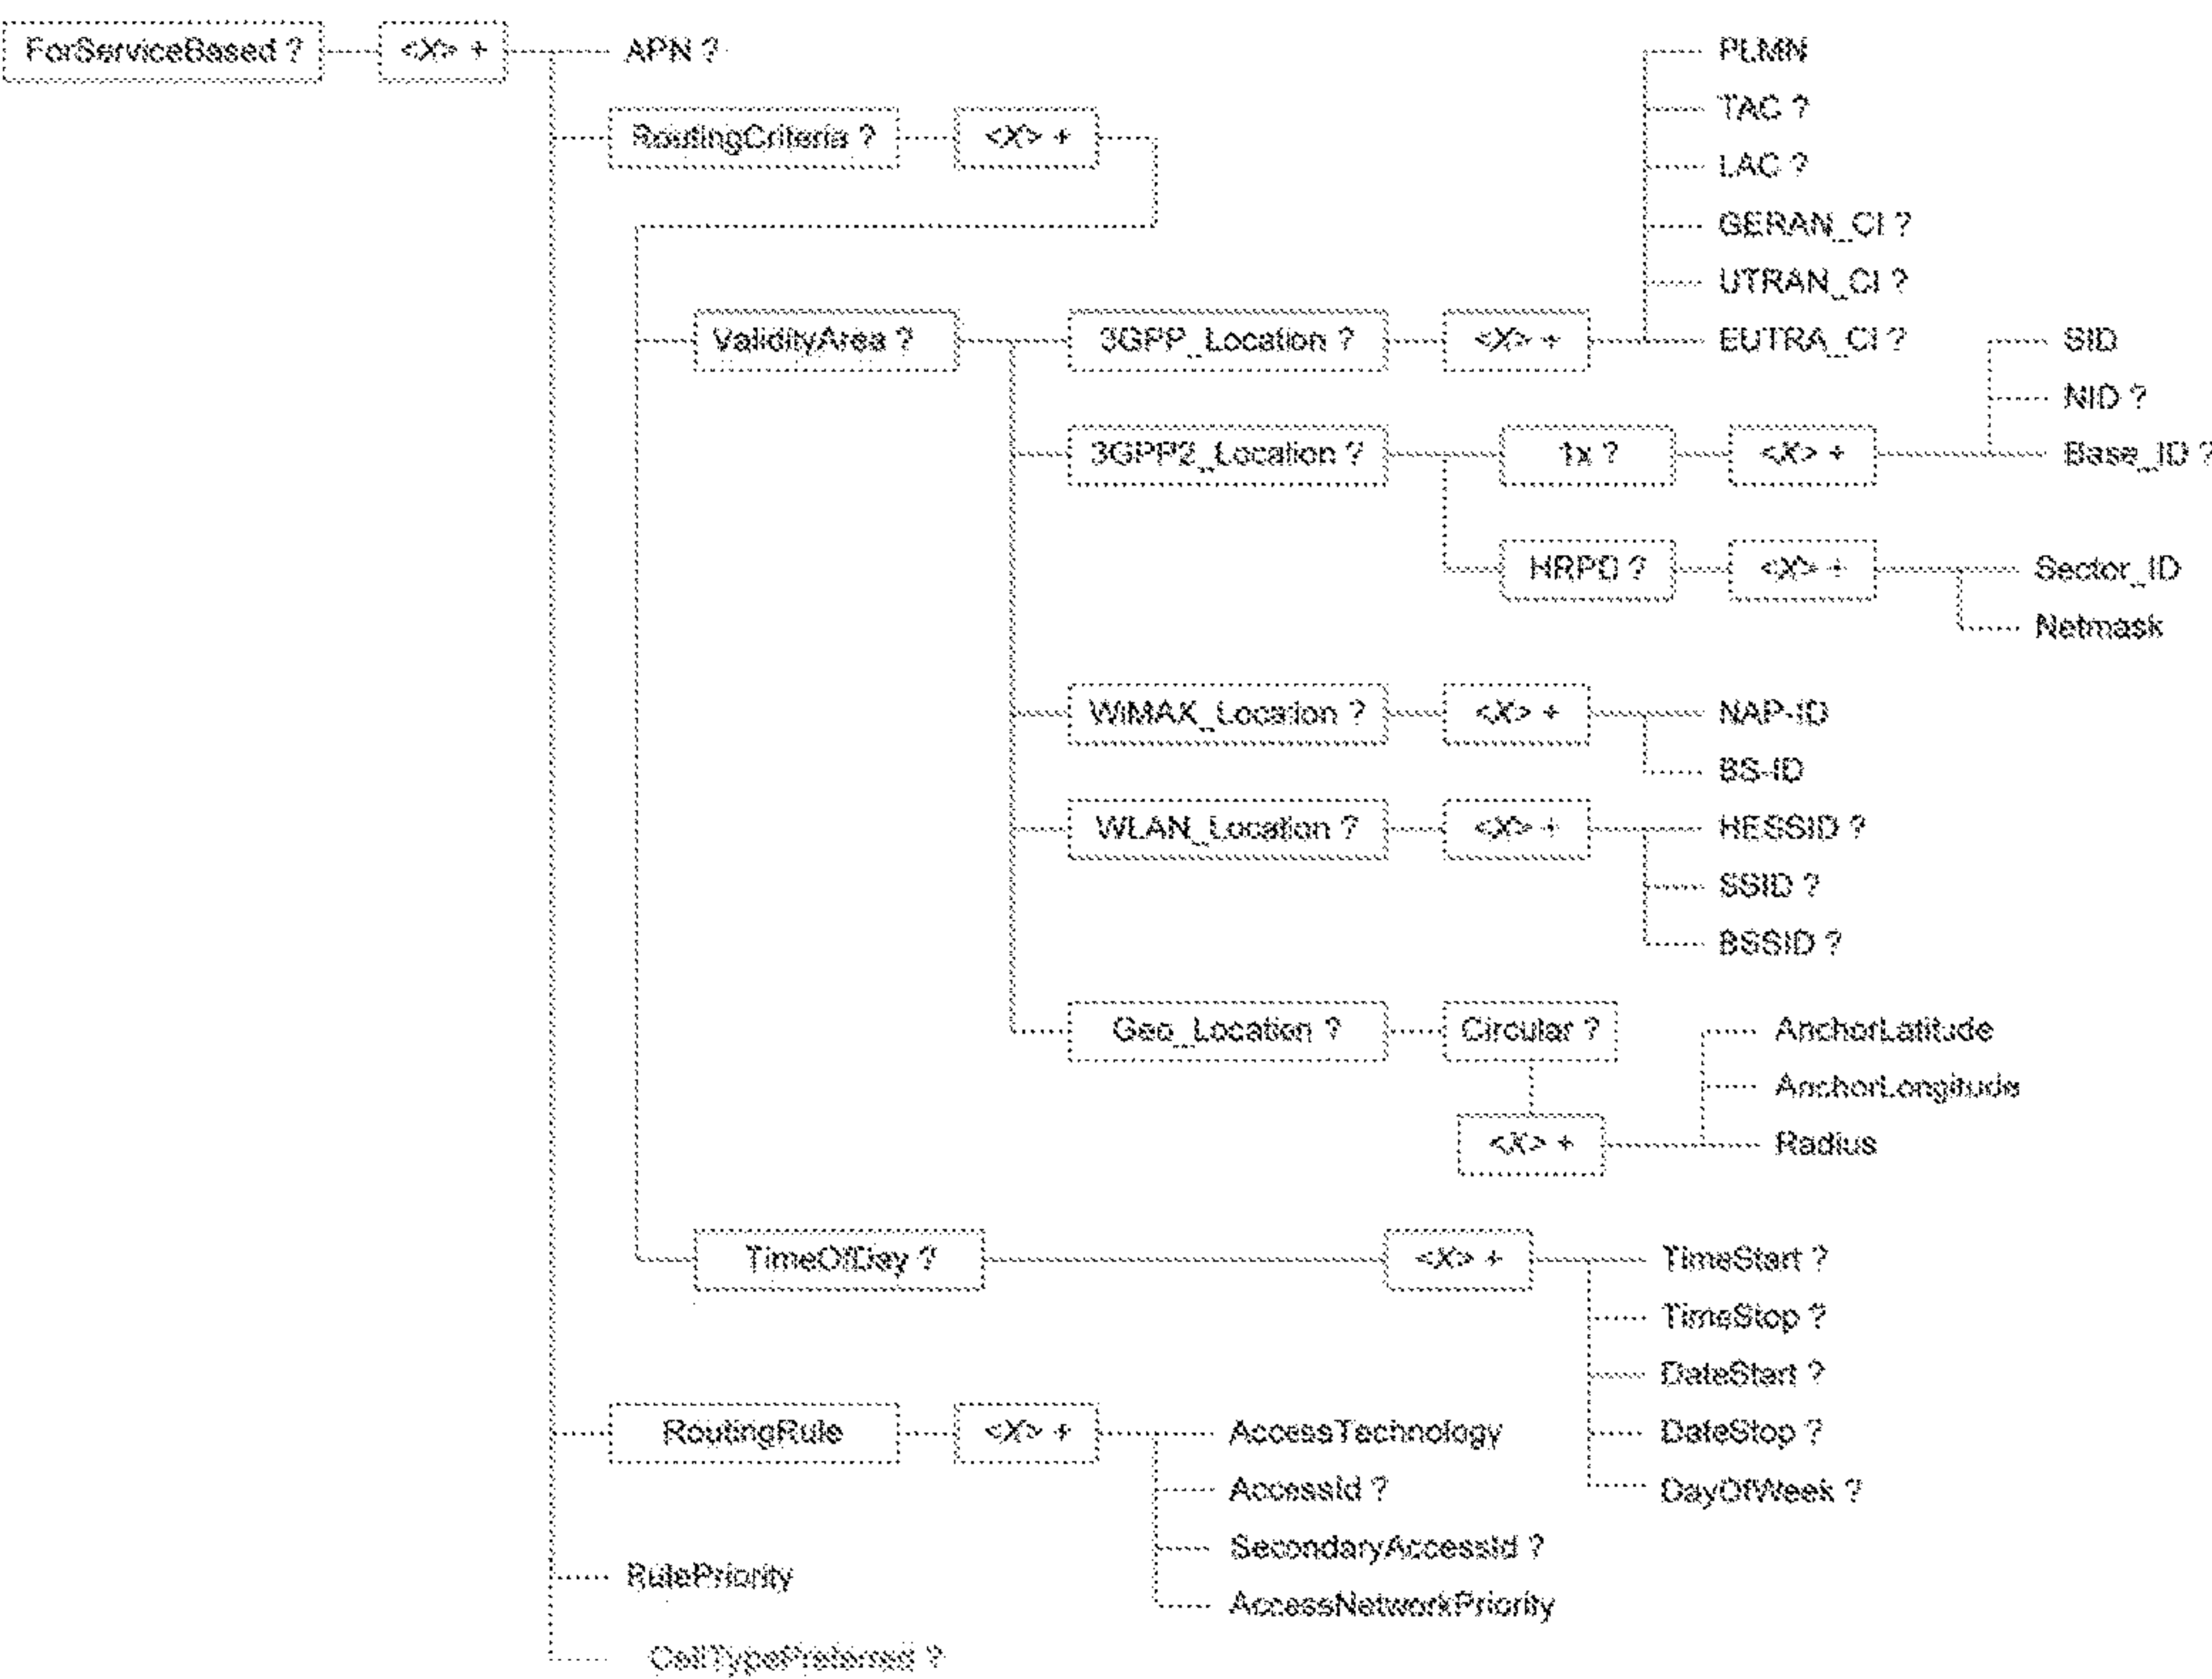 ForServiceBased ? <X> + APN ? PLMN
TAC ?
RoutingCriteria ? <X> +
LAC ?
GERAN_CI ?
UTRAN_CI ?
ValidityArea ? 3GPP_Location ? <X> + EUTRA_CI ? SID
NID ?
3GPP2_Location ? 1x ? <X> + Base_ID ?
HRPD ? <X> + Sector_ID
Netmask
WiMAK_Location ? <X> + NAP-ID
BS-ID
WLAN_Location ? <X> + HESSID ?
SSID ?
BSSID ?
Geo_Location ? Circular ? AnchorLatitude
AnchorLongitude
<X> + Radius
TimeOfDay ? <X> + TimeStart ?
TimeStop ?
DateStart ?
RoutingRule <X> + AccessTechnology DateStop ?
AccessId ? DayOfWeek ?
SecondaryAccessId ?
RulePriority
AccessNetworkPriority
CellTypePreferred ?